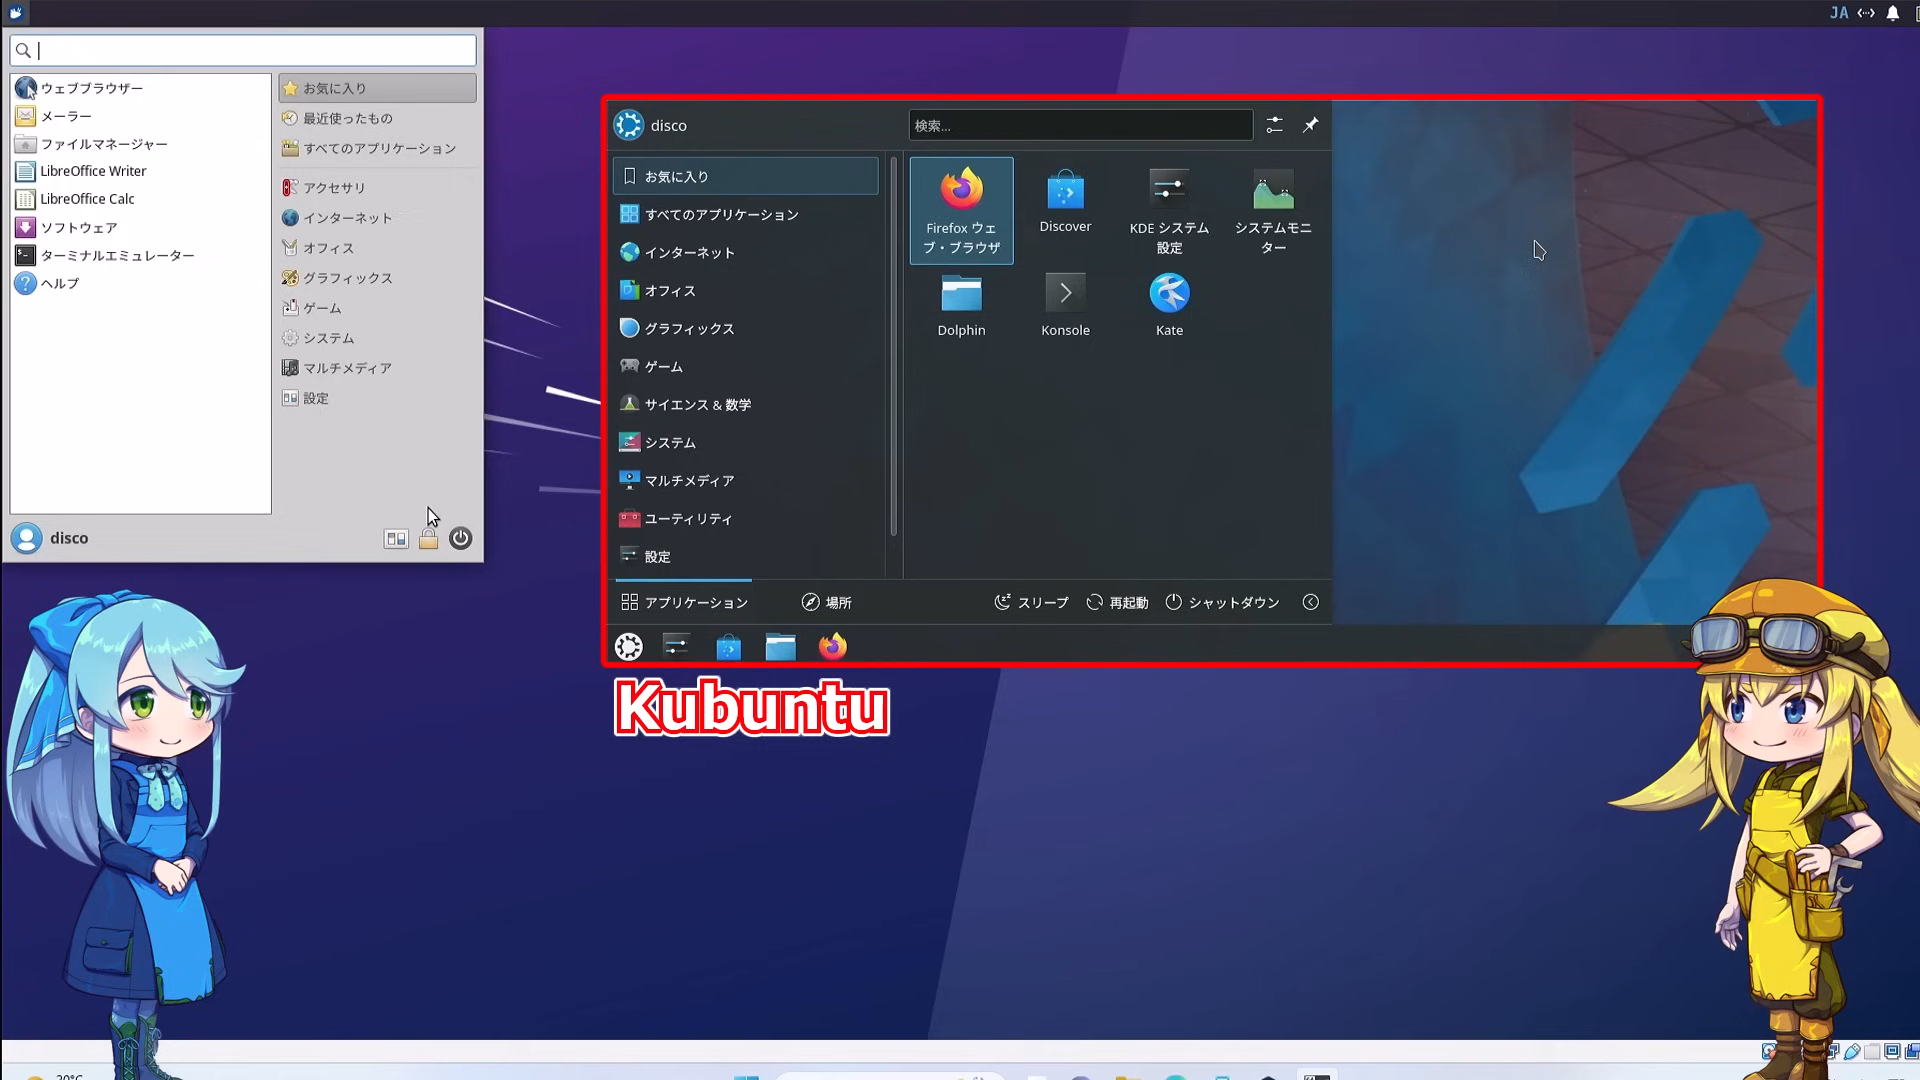 JA
ウェブブラウザー
メーラー
ファイルマネージャー
LibreOffice Writer
LibreOffice Calc
ソフトウェア
ターミナルエミュレーター
ヘルプ
お気に入り
最近使ったもの
すべてのアプリケーション
アクセサリ
インターネット
オフィス
グラフィックス
ゲーム
システム
マルチメディア
設定
disco
disco
検索...
お気に入り
すべてのアプリケーション
インターネット
オフィス
グラフィックス
ゲーム
サイエンス & 数学
システム
マルチメディア
ユーティリティ
設定
Firefox ウェ
ブ・ブラウザ
Discover
KDE システム
設定
システムモニ
ター
Dolphin
Konsole
Kate
アプリケーション
場所
スリープ
再起動
シャットダウン
Kubuntu